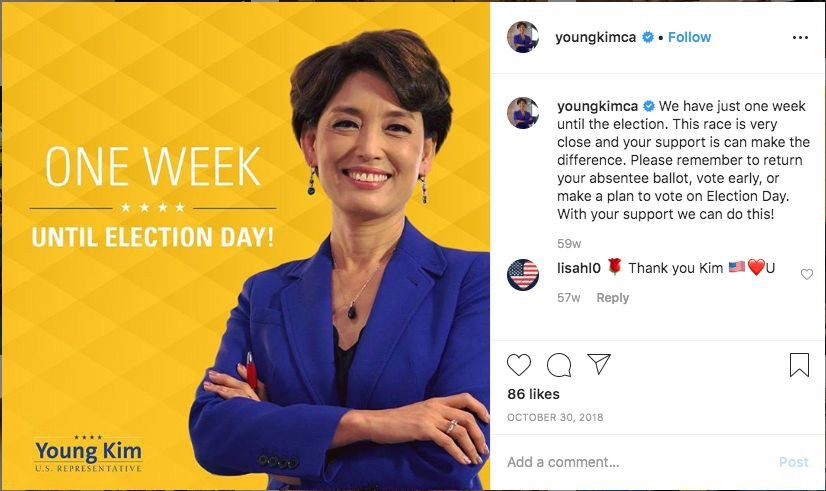 ONE WEEK
UNTIL ELECTION DAY!
Young Kim
U.S. REPRESENTATIVE
youngkimca • Follow
youngkimca We have just one week
until the election. This race is very
close and your support is can make the
difference. Please remember to return
your absentee ballot, vote early, or
make a plan to vote on Election Day.
With your support we can do this!
59w
lisahl0 🌹 Thank you Kim 🇺🇸❤️U
57w Reply
86 likes
OCTOBER 30, 2018
Add a comment... Post